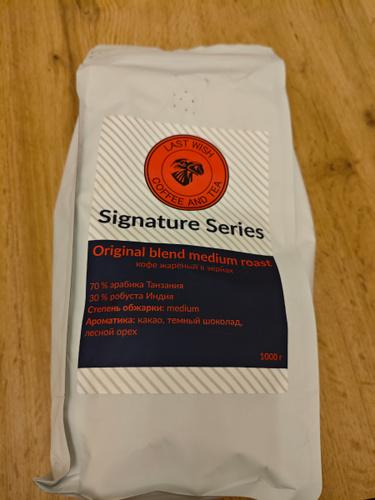 LAST WISH
COFFEE AND TEA
Signature Series
Original blend medium roast
кофе жареный в зернах
70 % арабика Танзания
30 % робуста Индия
Степень обжарки: medium
Ароматика: какао, темный шоколад,
лесной орех
1000 г